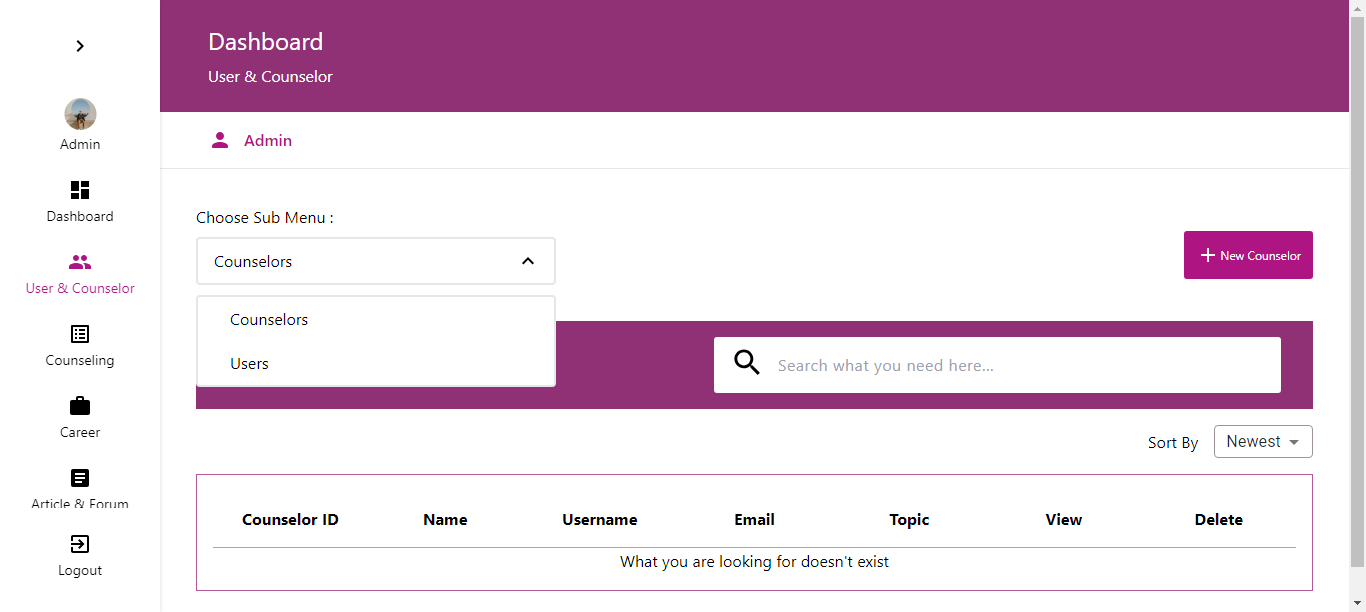 Dashboard
User & Counselor
Admin
Admin
Dashboard
User & Counselor
Counseling
Career
Article & Forum
Logout
Choose Sub Menu :
Counselors
New Counselor
Counselors
Users
Search what you need here...
Sort By Newest
Counselor ID Name Username Email Topic View Delete
What you are looking for doesn't exist